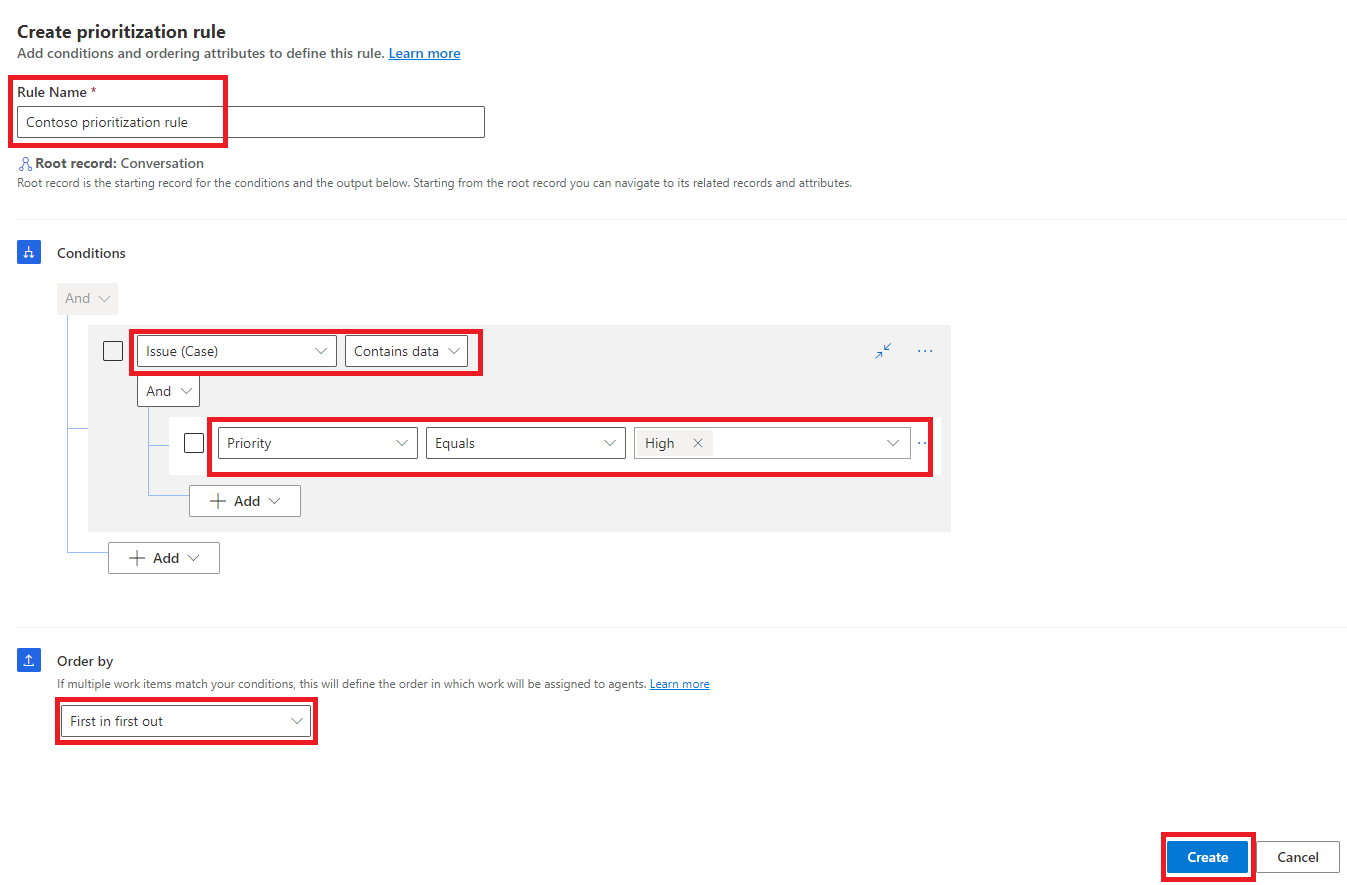 Create prioritization rule
Add conditions and ordering attributes to define this rule. Learn more
Rule Name *
Contoso prioritization rule
Root record: Conversation
Root record is the starting record for the conditions and the output below. Starting from the root record you can navigate to its related records and attributes.
Conditions
And
Issue (Case) Contains data
And
Priority Equals High
Add
Add
Order by
If multiple work items match your conditions, this will define the order in which work will be assigned to agents. Learn more
First in first out
Create Cancel